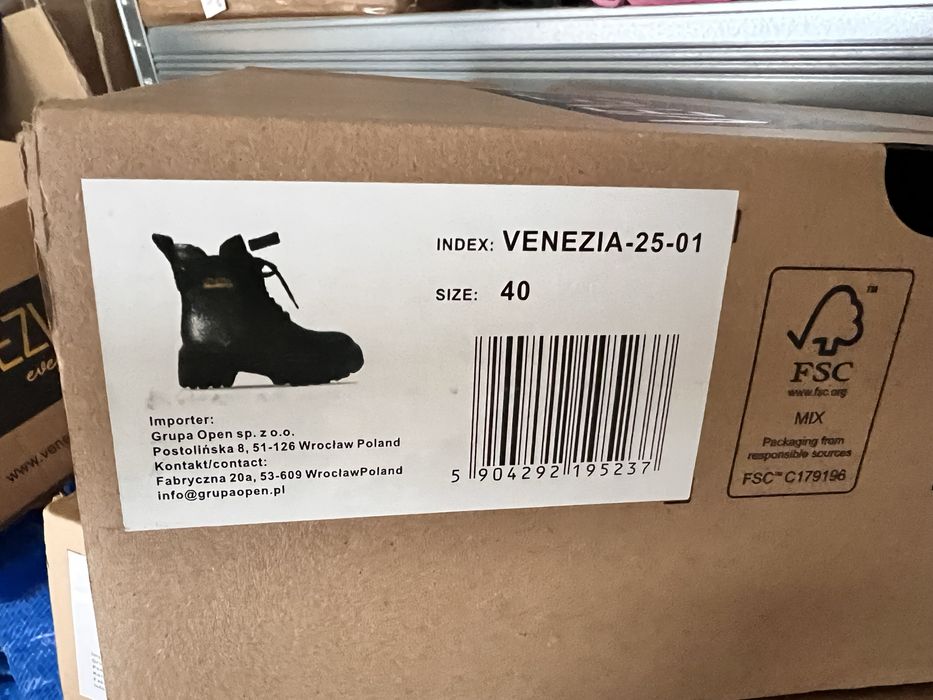 INDEX: VENEZIA-25-01
SIZE: 40
Importer:
Grupa Open sp. z o.o.
Postolińska 8, 51-126 Wrocław Poland
Kontakt/contact:
Fabryczna 20a, 53-609 WrocławPoland
info@grupaopen.pl
5 904292 195237
FSC
™
www.fsc.org
MIX
Packaging from
responsible sources
FSC™ C179196